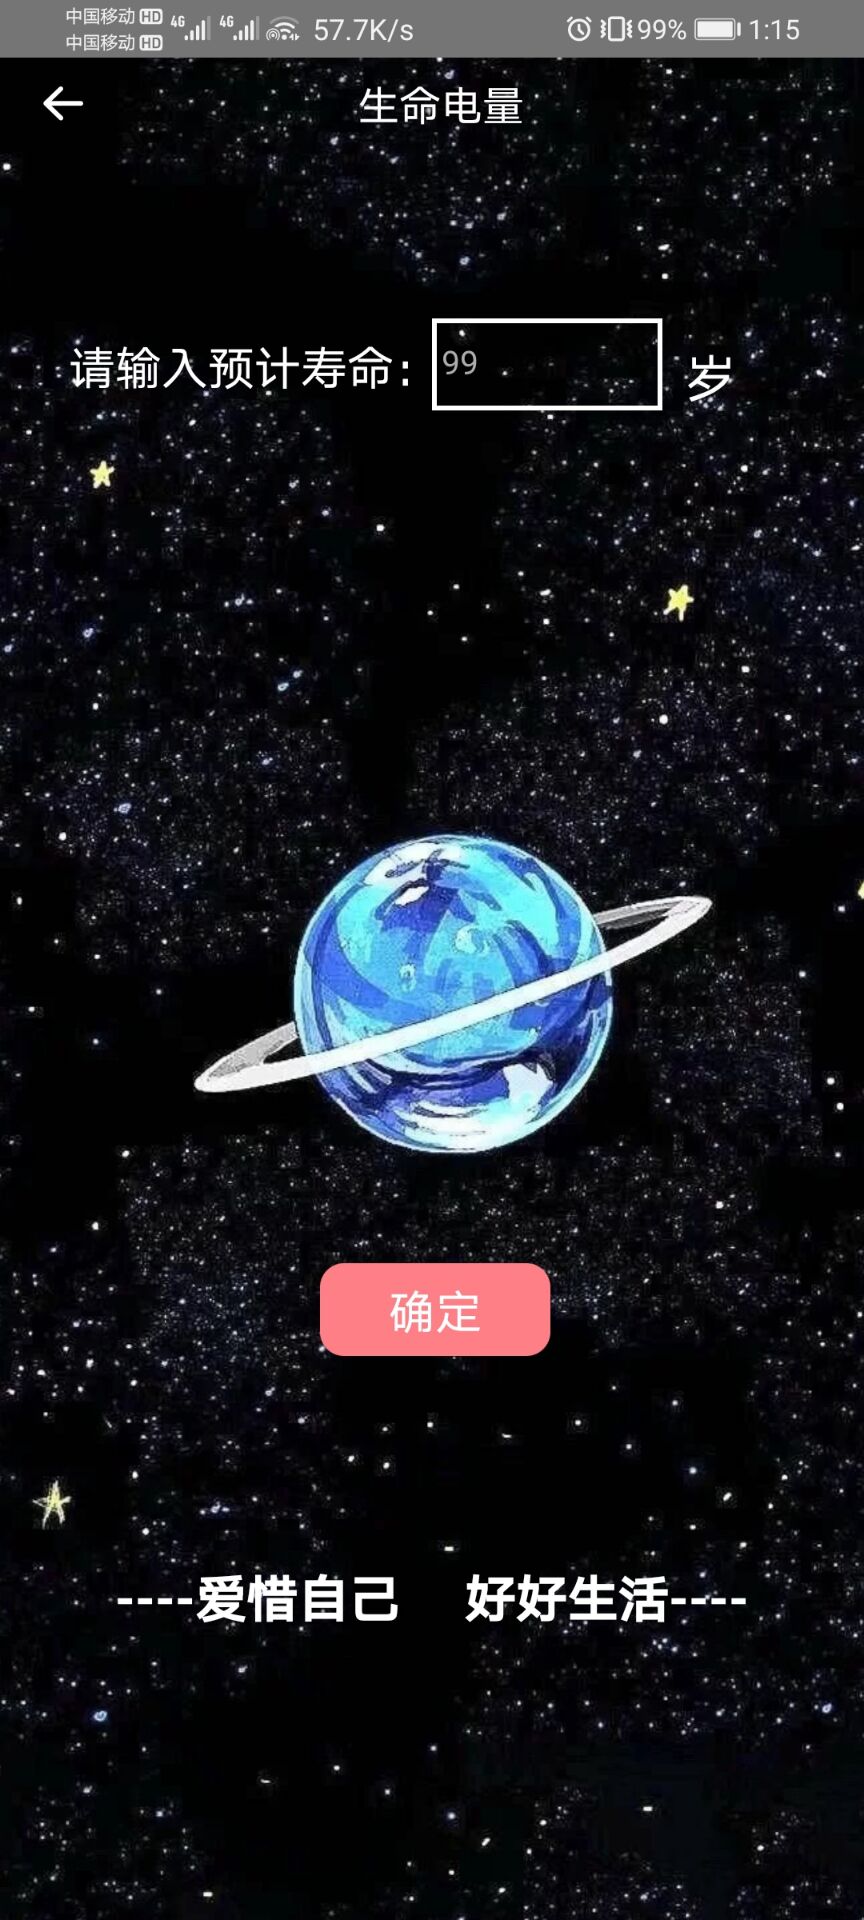 中国移动 HD 4G 4G 57.7K/s 99% 1:15
中国移动 HD
生命电量
请输入预计寿命: 99 岁
确定
----爱惜自己 好好生活----